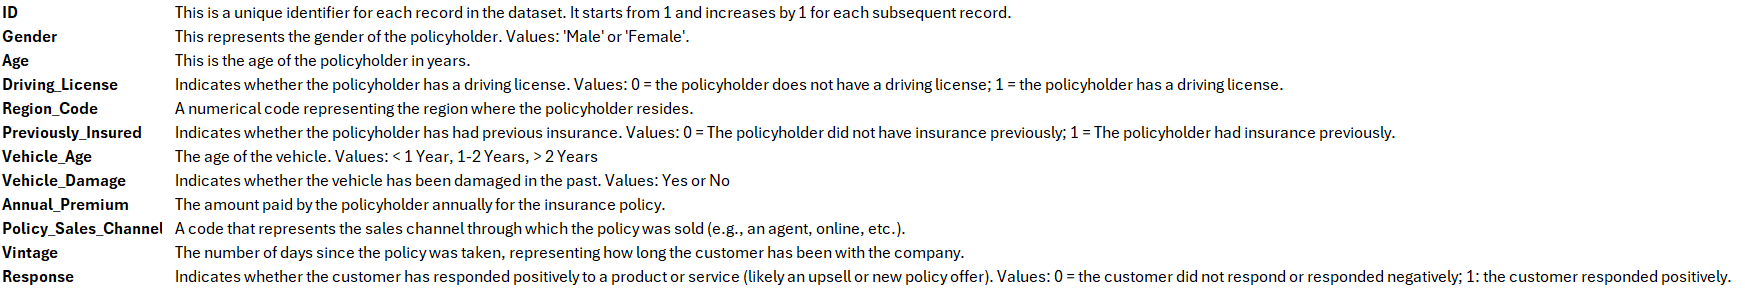 ID This is a unique identifier for each record in the dataset. It starts from 1 and increases by 1 for each subsequent record.
Gender This represents the gender of the policyholder. Values: 'Male' or 'Female'.
Age This is the age of the policyholder in years.
Driving_License Indicates whether the policyholder has a driving license. Values: 0 = the policyholder does not have a driving license; 1 = the policyholder has a driving license.
Region_Code A numerical code representing the region where the policyholder resides.
Previously_Insured Indicates whether the policyholder has had previous insurance. Values: 0 = The policyholder did not have insurance previously; 1 = The policyholder had insurance previously.
Vehicle_Age The age of the vehicle. Values: < 1 Year, 1-2 Years, > 2 Years
Vehicle_Damage Indicates whether the vehicle has been damaged in the past. Values: Yes or No
Annual_Premium The amount paid by the policyholder annually for the insurance policy.
Policy_Sales_Channel A code that represents the sales channel through which the policy was sold (e.g., an agent, online, etc.).
Vintage The number of days since the policy was taken, representing how long the customer has been with the company.
Response Indicates whether the customer has responded positively to a product or service (likely an upsell or new policy offer). Values: 0 = the customer did not respond or responded negatively; 1: the customer responded positively.